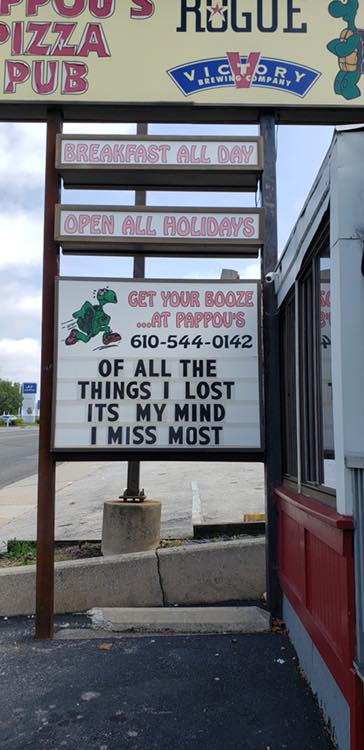 PPOU'S
PIZZA
PUB
ROGUE
VICTORY
BREWING COMPANY
BREAKFAST ALL DAY
OPEN ALL HOLIDAYS
GET YOUR BOOZE
...AT PAPPOU'S
610-544-0142
OF ALL THE
THINGS I LOST
ITS MY MIND
I MISS MOST